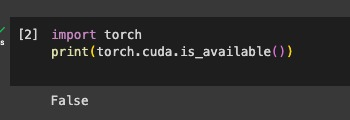 [2] import torch
print(torch.cuda.is_available())
s
False